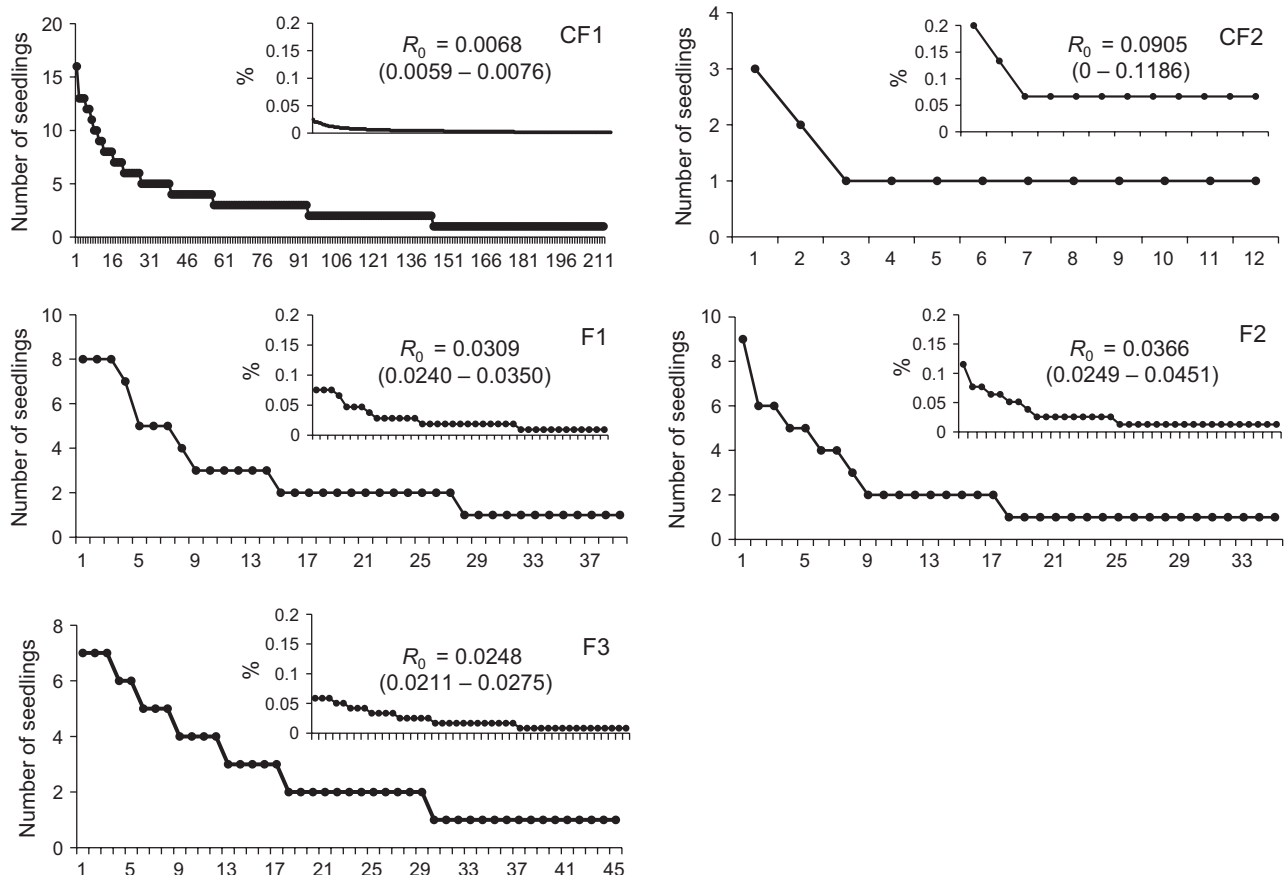 CF1
Number of seedlings
20
15
10
5
0
1 16 31 46 61 76 91 106 121 136 151 166 181 196 211
%
0.2
0.15
0.1
0.05
0
R0 = 0.0068
(0.0059 – 0.0076)
CF2
Number of seedlings
4
3
2
1
0
1 2 3 4 5 6 7 8 9 10 11 12
%
0.2
0.15
0.1
0.05
0
R0 = 0.0905
(0 – 0.1186)
F1
Number of seedlings
10
8
6
4
2
0
1 5 9 13 17 21 25 29 33 37
%
0.2
0.15
0.1
0.05
0
R0 = 0.0309
(0.0240 – 0.0350)
F2
Number of seedlings
10
8
6
4
2
0
1 5 9 13 17 21 25 29 33
%
0.2
0.15
0.1
0.05
0
R0 = 0.0366
(0.0249 – 0.0451)
F3
Number of seedlings
8
6
4
2
0
1 5 9 13 17 21 25 29 33 37 41 45
%
0.2
0.15
0.1
0.05
0
R0 = 0.0248
(0.0211 – 0.0275)